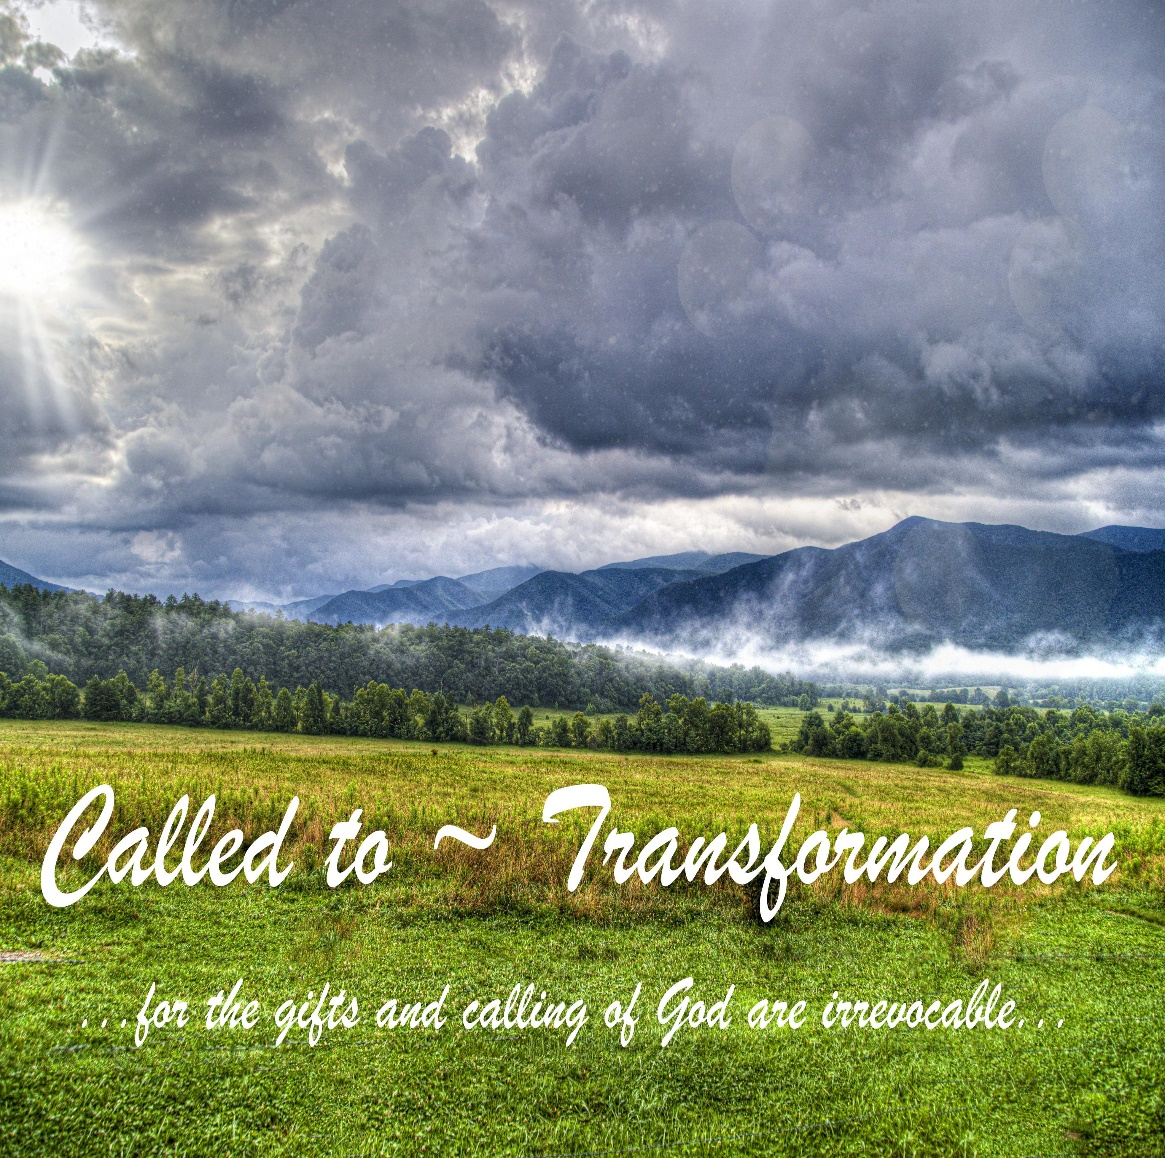 Called to ~ Transformation
...for the gifts and calling of God are irrevocable...